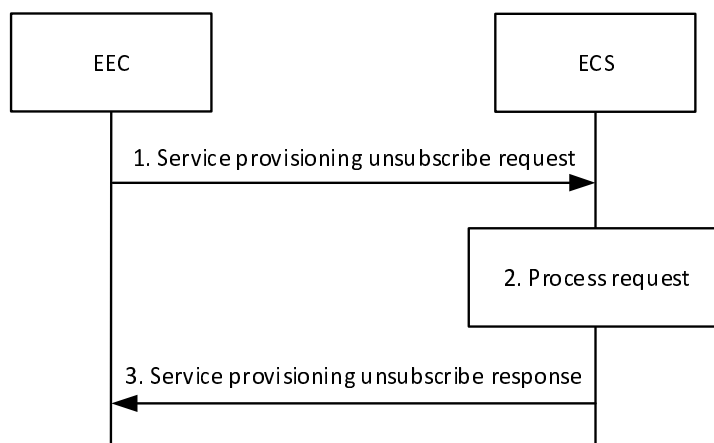 EEC
ECS
1. Service provisioning unsubscribe request
2. Process request
3. Service provisioning unsubscribe response